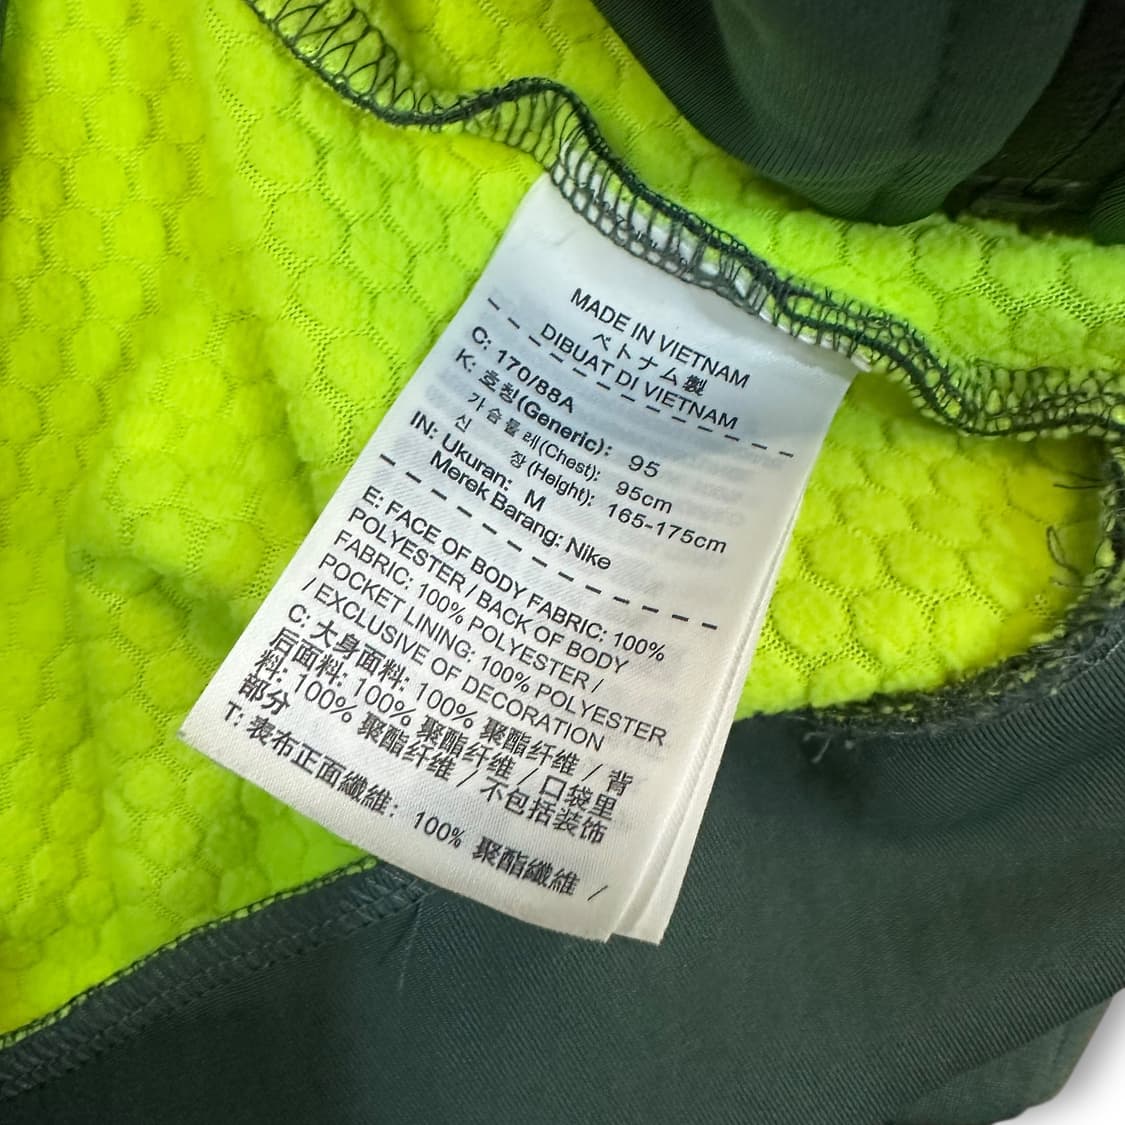 MADE IN VIETNAM
ベトナム製
DIBUAT DI VIETNAM
C: 170/88A
K: 호칭(Generic): 95
가슴둘레(Chest): 95cm
신 장(Height): 165-175cm
IN: Ukuran: M
Merek Barang: Nike
E: FACE OF BODY FABRIC: 100%
POLYESTER / BACK OF BODY
FABRIC: 100% POLYESTER /
POCKET LINING: 100% POLYESTER
/ EXCLUSIVE OF DECORATION
C: 大身面料: 100% 聚酯纤维 / 背
后面料: 100% 聚酯纤维 / 口袋里
料: 100% 聚酯纤维 / 不包括装饰
部分
T: 表布正面纖維: 100% 聚酯纖維 /